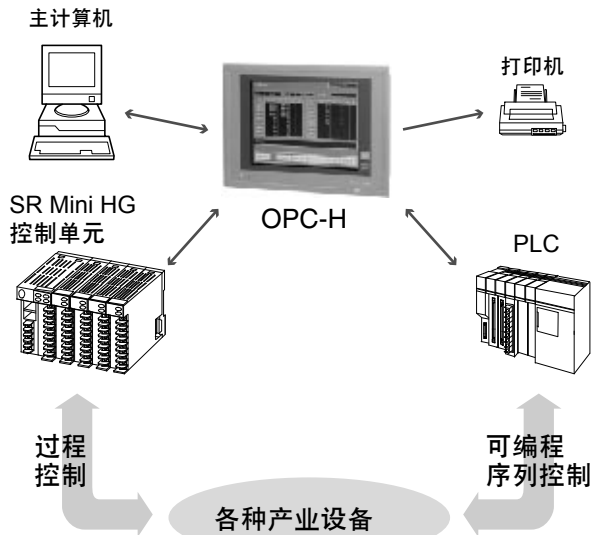 主计算机
打印机
SR Mini HG
控制单元
OPC-H
PLC
过程
控制
可编程
序列控制
各种产业设备